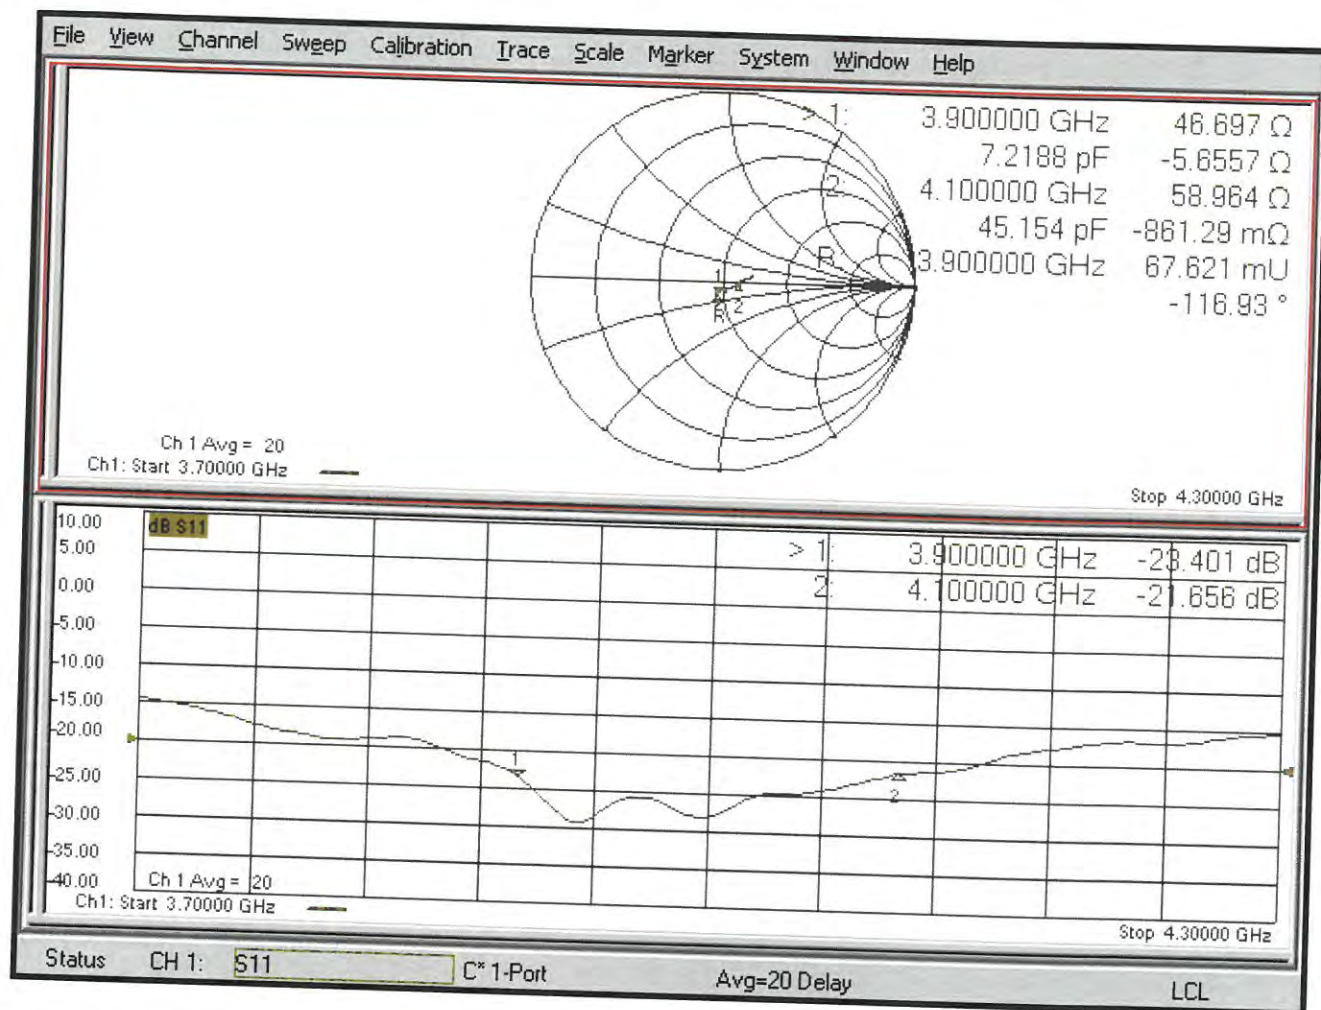 File View Channel Sweep Calibration Trace Scale Marker System Window Help
> 1: 3.900000 GHz 46.697 Ω
7.2188 pF -5.6557 Ω
2: 4.100000 GHz 58.964 Ω
45.154 pF -861.29 mΩ
R 3.900000 GHz 67.621 mU
-116.93 °
1
2
R
Ch 1 Avg = 20
Ch1: Start 3.70000 GHz
Stop 4.30000 GHz
10.00
dB S11
> 1: 3.900000 GHz -23.401 dB
2: 4.100000 GHz -21.656 dB
5.00
0.00
-5.00
-10.00
-15.00
-20.00
-25.00
-30.00
-35.00
-40.00
1
2
Ch 1 Avg = 20
Ch1: Start 3.70000 GHz
Stop 4.30000 GHz
Status CH 1: S11 C* 1-Port Avg=20 Delay LCL